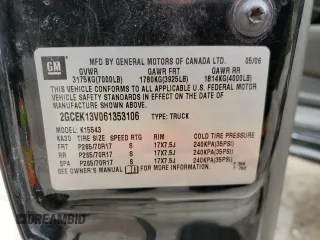 GM
MFD BY GENERAL MOTORS OF CANADA LTD. 05/06
GVWR GAWR FRT GAWR RR
3175KG(7000LB) 1780KG(3925LB) 1814KG(4000LB)
THIS VEHICLE CONFORMS TO ALL APPLICABLE U.S. FEDERAL MOTOR
VEHICLE SAFETY STANDARDS IN EFFECT ON THE DATE OF
MANUFACTURE SHOWN ABOVE.
2GCEK13V061353106 TYPE: TRUCK
MODEL: K15543
TIRE SIZE SPEED RTG RIM COLD TIRE PRESSURE
FRT P265/70R17 S 17X7.5J 240KPA(35PSI)
RR P265/70R17 S 17X7.5J 240KPA(35PSI)
SPA P265/70R17 S 17X7.5J 240KPA(35PSI)
SEE OWNER'S MANUAL FOR MORE INFORMATION.
EDREAMBID